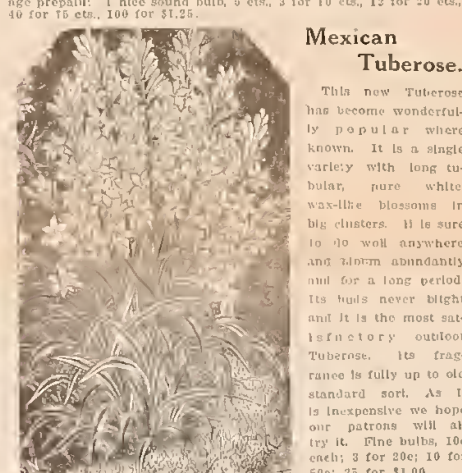 age prepaid: 1 nice sound bulb, 5 cts., 3 for 10 cts., 12 for 20 cts.,
40 for 75 cts., 100 for $1.25.
Mexican
Tuberose.
This new Tuberose
has become wonderful-
ly popular where
known. It is a single
variety with long tu-
bular, pure white,
wax-like blossoms in
big clusters. It is sure
to do well anywhere
and bloom abundantly
and for a long period.
Its buds never blight
and it is the most sat-
isfactory outdoor
Tuberose. Its frag-
rance is fully up to old
standard sort. As i
is inexpensive we hope
our patrons will al
try it. Fine bulbs, 10c
each; 3 for 20c; 10 for
50c; 25 for $1.00.